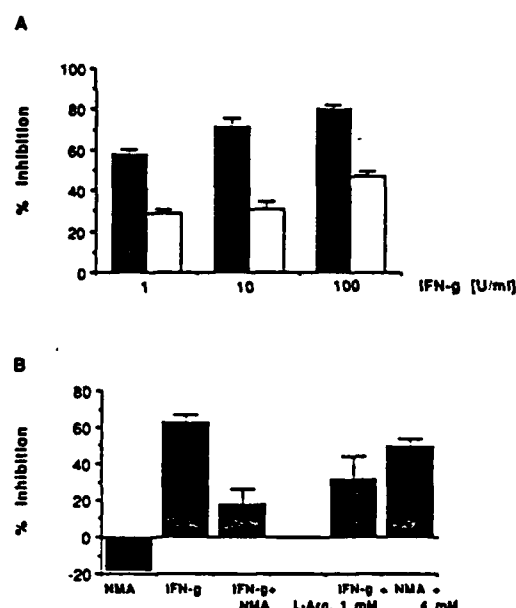 A
100
80
60
40
20
0
% Inhibition
1 10 100 IFN-g [U/ml]
B
80
60
40
20
0
-20
% Inhibition
NMA IFN-g IFN-g+ IFN-g + NMA +
NMA L-Arg, 1 mM 4 mM